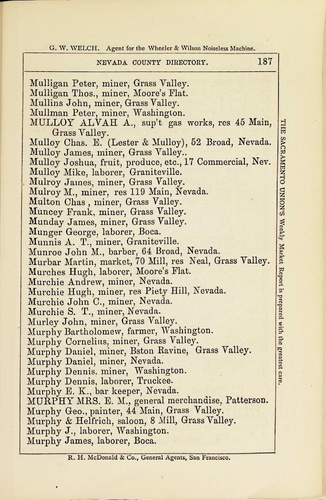 G. W. WELCH. Agent for the Wheeler & Wilson Noiseless Machine.
NEVADA COUNTY DIRECTORY. 187
Mulligan Peter, miner, Grass Valley.
Mulligan Thos., miner, Moore's Flat.
Mullins John, miner, Grass Valley.
Mullman Peter, miner, Washington.
MULLOY ALVAH A., sup't gas works, res 45 Main,
Grass Valley.
Mulloy Chas. E. (Lester & Mulloy), 52 Broad, Nevada.
Mulloy James, miner, Grass Valley..
Mulloy Joshua, fruit, produce, etc., 17 Commercial, Nev.
Mulloy Mike, laborer, Graniteville.
Mulroy James, miner, Grass Valley.
Mulroy M., miner, res 119 Main, Nevada.
Multon Chas, miner, Grass Valley.
Muncey Frank, miner, Grass Valley.
Munday James, miner, Grass Valley.
Munger George, laborer, Boca.
Munnis A. T., miner, Graniteville.
Munroe John M., barber, 64 Broad, Nevada.
Murbar Martin, market, 70 Mill, res Neal, Grass Valley.
Murches Hugh, laborer, Moore's Flat.
Murchie Andrew, miner, Nevada.
Murchie Hugh, miner, res Piety Hill, Nevada.
Murchie John C., miner, Nevada.
Murchie S. T., miner, Nevada.
Murley John, miner, Grass Valley.
Murphy Bartholomew, farmer, Washington.
Murphy Cornelius, miner, Grass Valley.
Murphy Daniel, miner, Bston Ravine, Grass Valley.
Murphy Daniel, miner, Nevada.
Murphy Dennis. miner, Washington.
Murphy Dennis, laborer, Truckee.
Murphy E. K., bar keeper, Nevada.
MURPHY MRS. E. M., general merchandise, Patterson.
Murphy Geo., painter, 44 Main, Grass Valley.
Murphy & Helfrich, saloon, 8 Mill, Grass Valley.
Murphy J., laborer, Washington.
Murphy James, laborer, Boca.
R. H. McDonald & Co., General Agents, San Francisco.
THE SACRAMENTO UNION'S Weekly Market Report is prepared with the greatest care.